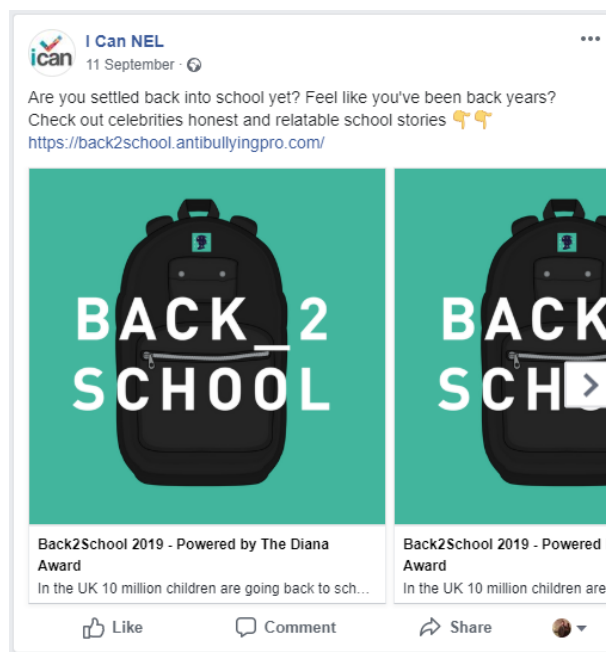 ican
I Can NEL
11 September
Are you settled back into school yet? Feel like you've been back years?
Check out celebrities honest and relatable school stories 👇👇
https://back2school.antibullyingpro.com/
BACK_2
SCHOOL
BACK
SCH
Back2School 2019 - Powered by The Diana
Award
In the UK 10 million children are going back to sch...
Back2School 2019 - Powered
Award
In the UK 10 million children are
Like
Comment
Share